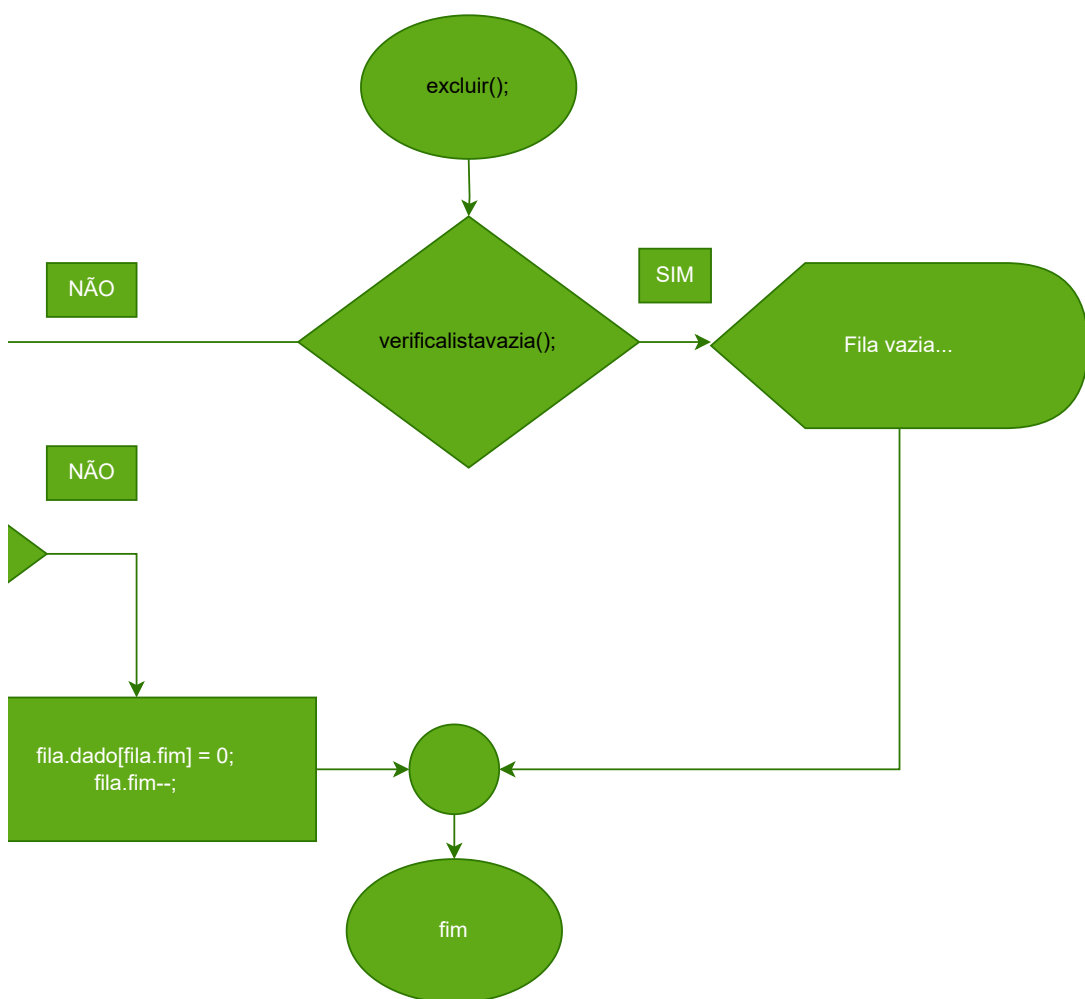 excluir();
NÃO
SIM
verificalistavazia();
Fila vazia...
NÃO
fila.dado[fila.fim] = 0;
fila.fim--;
fim